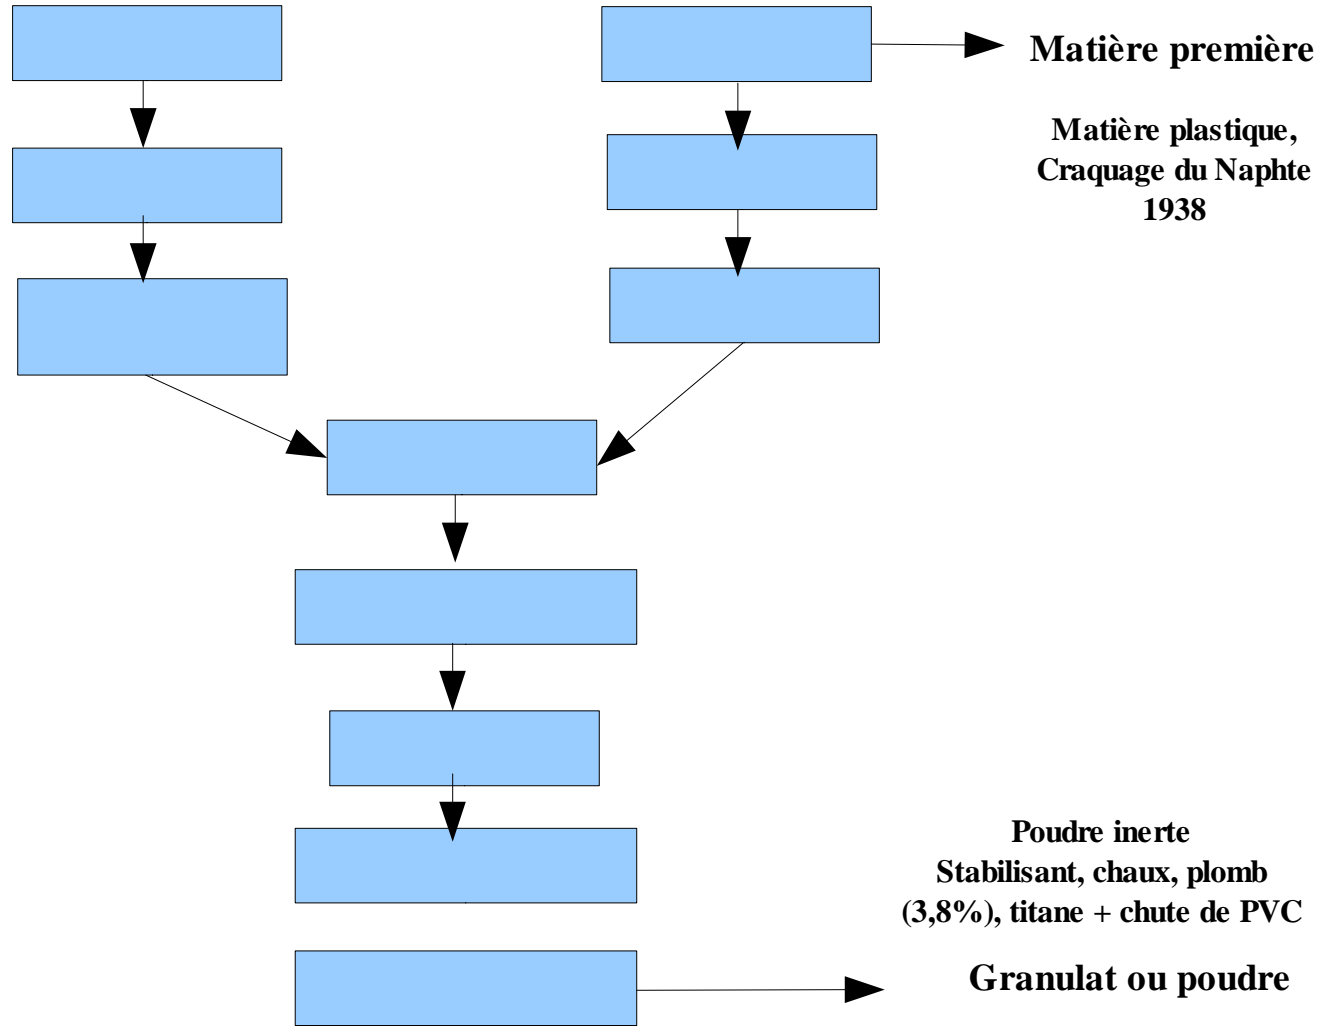 Matière première
Matière plastique,
Craquage du Naphte
1938
Poudre inerte
Stabilisant, chaux, plomb
(3,8%), titane + chute de PVC
Granulat ou poudre